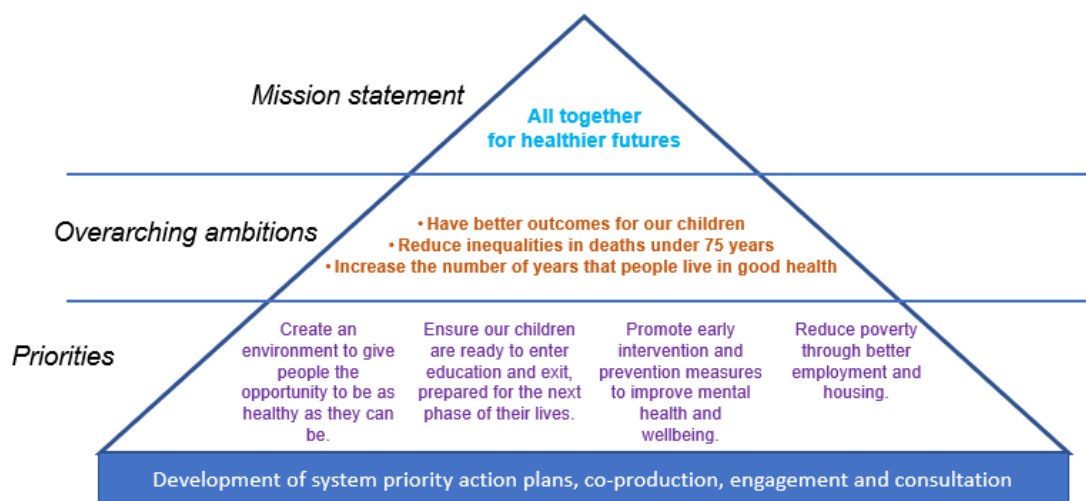 Mission statement
All together
for healthier futures
Overarching ambitions
• Have better outcomes for our children
• Reduce inequalities in deaths under 75 years
• Increase the number of years that people live in good health
Priorities
Create an
environment to give
people the
opportunity to be as
healthy as they can
be.
Ensure our children
are ready to enter
education and exit,
prepared for the next
phase of their lives.
Promote early
intervention and
prevention measures
to improve mental
health and
wellbeing.
Reduce poverty
through better
employment and
housing.
Development of system priority action plans, co-production, engagement and consultation